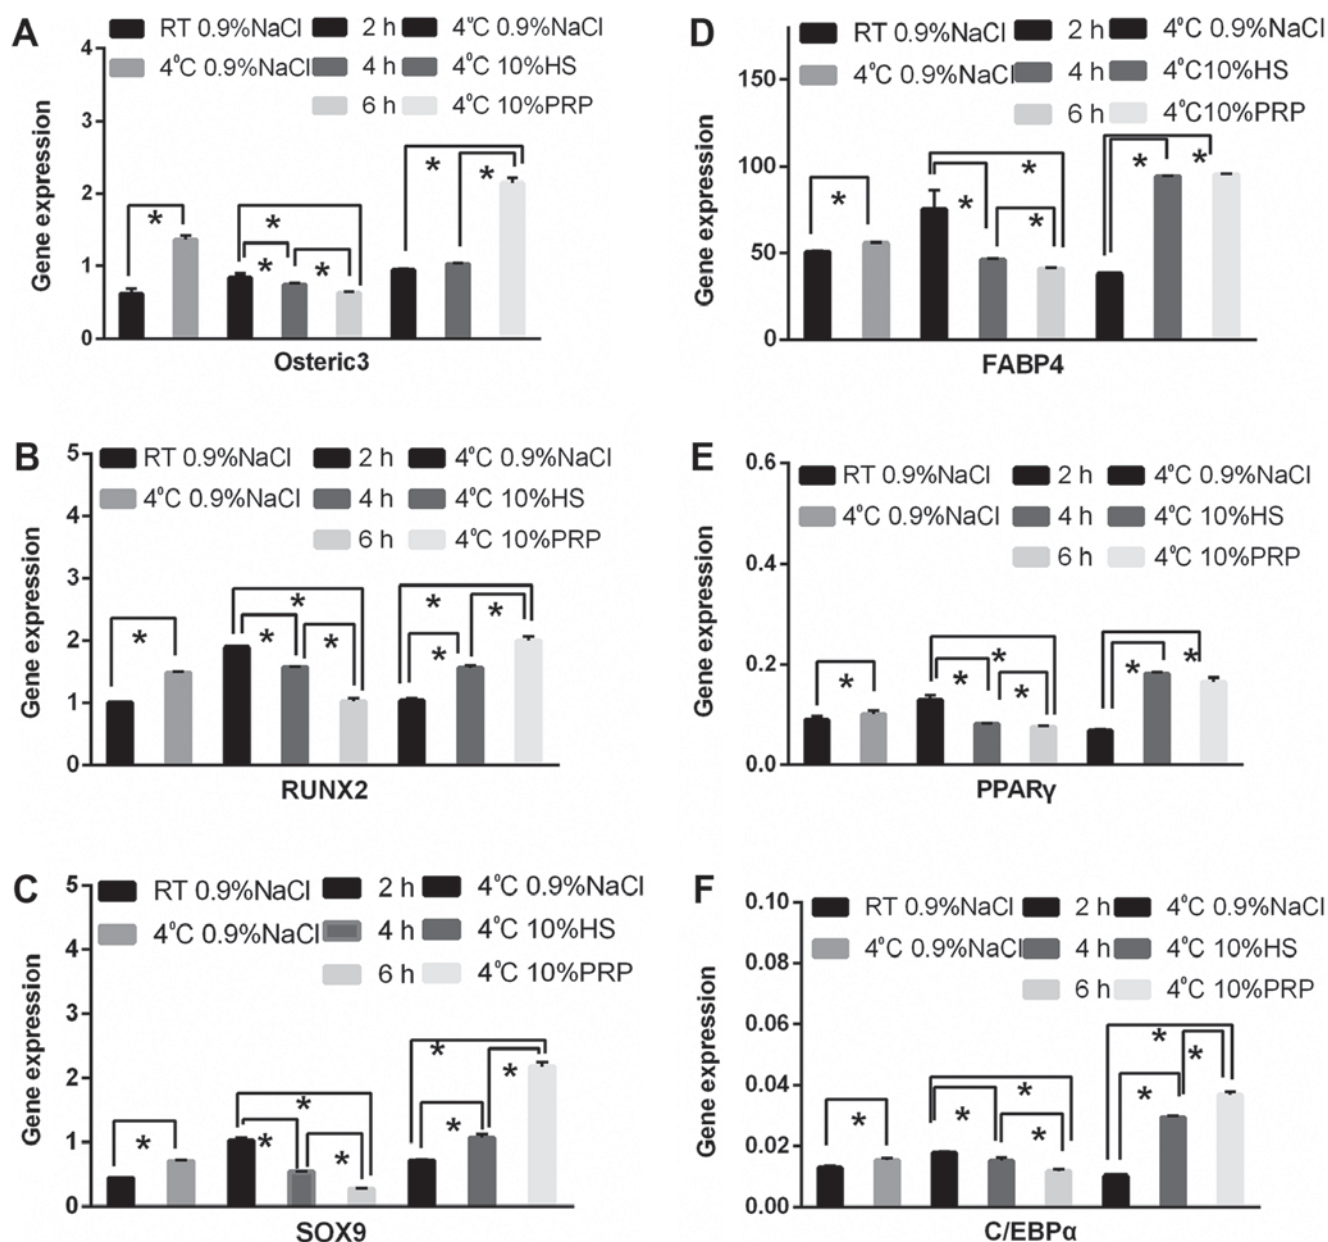 A
RT 0.9%NaCl
4°C 0.9%NaCl
2 h
4 h
6 h
4°C 0.9%NaCl
4°C 10%HS
4°C 10%PRP
Gene expression
4
3
2
1
0
* * * * * *
Osteric3
D
RT 0.9%NaCl
4°C 0.9%NaCl
2 h
4 h
6 h
4°C 0.9%NaCl
4°C10%HS
4°C10%PRP
Gene expression
150
100
50
0
* * * * * *
FABP4
B
RT 0.9%NaCl
4°C 0.9%NaCl
2 h
4 h
6 h
4°C 0.9%NaCl
4°C 10%HS
4°C 10%PRP
Gene expression
5
4
3
2
1
0
* * * * * * *
RUNX2
E
RT 0.9%NaCl
4°C 0.9%NaCl
2 h
4 h
6 h
4°C 0.9%NaCl
4°C 10%HS
4°C 10%PRP
Gene expression
0.6
0.4
0.2
0.0
* * * * * *
PPARγ
C
RT 0.9%NaCl
4°C 0.9%NaCl
2 h
4 h
6 h
4°C 0.9%NaCl
4°C 10%HS
4°C 10%PRP
Gene expression
5
4
3
2
1
0
* * * * * * *
SOX9
F
RT 0.9%NaCl
4°C 0.9%NaCl
2 h
4 h
6 h
4°C 0.9%NaCl
4°C 10%HS
4°C 10%PRP
Gene expression
0.10
0.08
0.06
0.04
0.02
0.00
* * * * * * *
C/EBPα